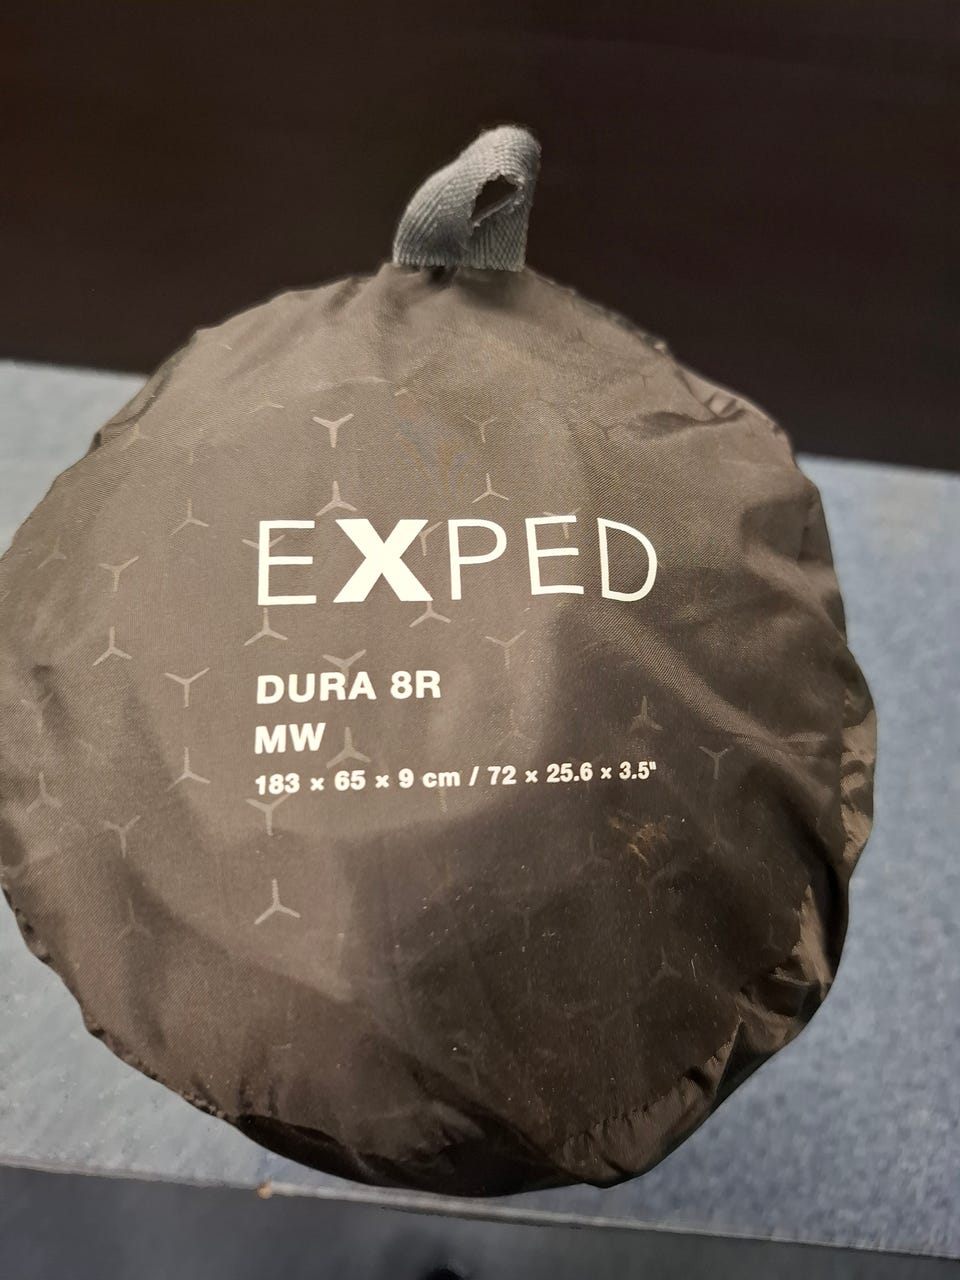 EXPED
DURA 8R
MW
183 x 65 x 9 cm / 72 x 25.6 x 3.5"